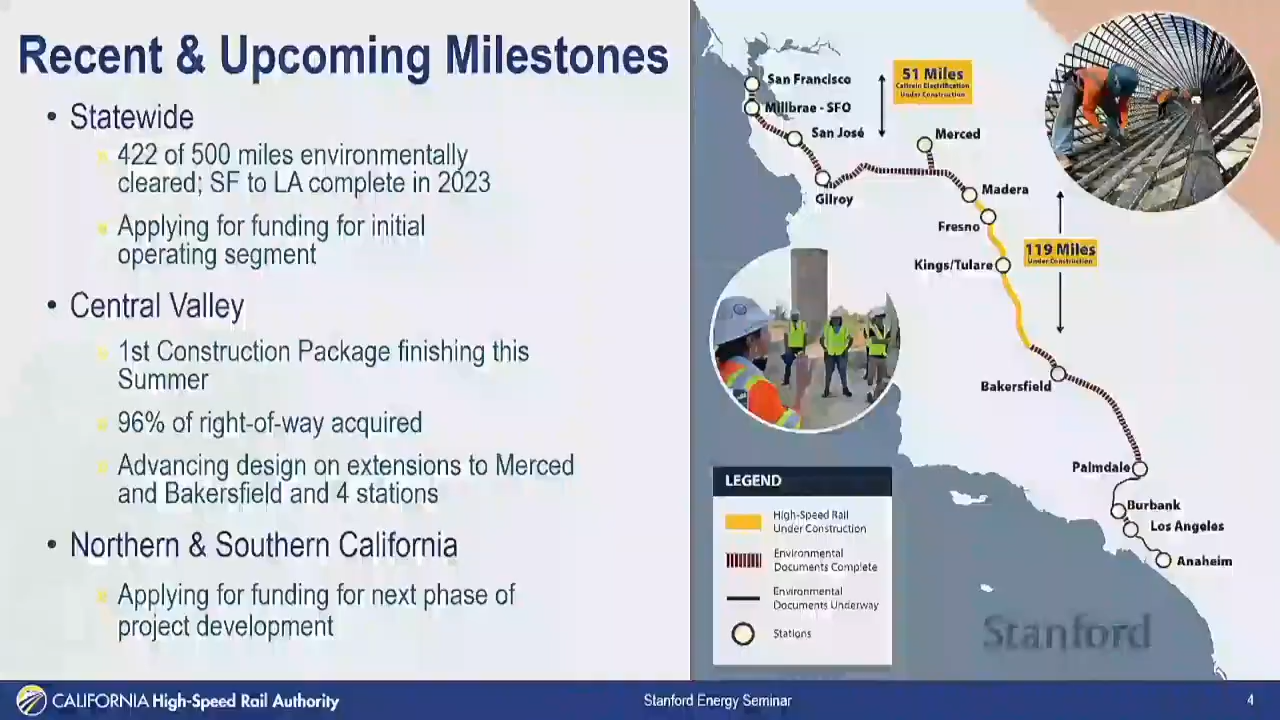 Recent & Upcoming Milestones
• Statewide
422 of 500 miles environmentally
cleared; SF to LA complete in 2023
Applying for funding for initial
operating segment
• Central Valley
1st Construction Package finishing this
Summer
96% of right-of-way acquired
Advancing design on extensions to Merced
and Bakersfield and 4 stations
• Northern & Southern California
Applying for funding for next phase of
project development
San Francisco
Millbrae - SFO
San José
Gilroy
51 Miles
Caltrain Electrification
Under Construction
Merced
Madera
Fresno
Kings/Tulare
119 Miles
Under Construction
Bakersfield
Palmdale
Burbank
Los Angeles
Anaheim
LEGEND
High-Speed Rail
Under Construction
Environmental
Documents Complete
Environmental
Documents Underway
Stations
Stanford
CALIFORNIA High-Speed Rail Authority
Stanford Energy Seminar
4